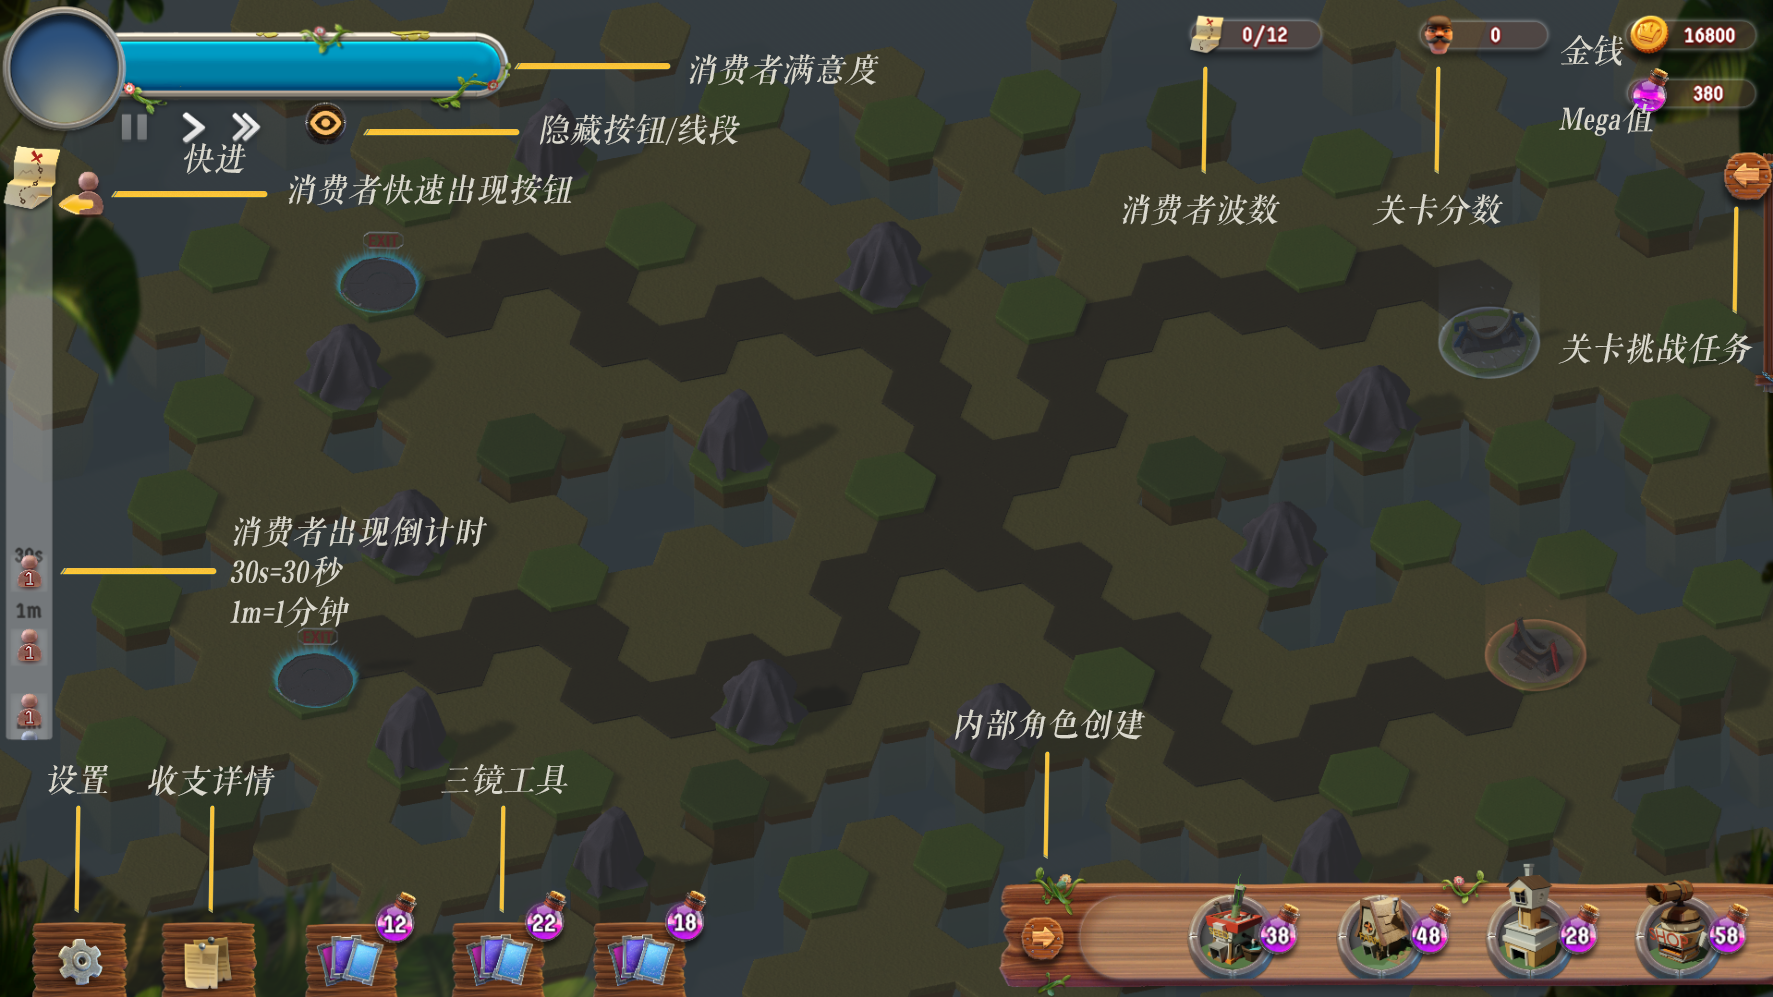 0/12
0
金钱
16800
380
Mega值
消费者满意度
隐藏按钮/线段
快进
消费者快速出现按钮
消费者波数
关卡分数
EXIT
关卡挑战任务
消费者出现倒计时
30s=30秒
1m=1分钟
30s
1
1m
1
1
EXIT
内部角色创建
设置
收支详情
三镜工具
12
22
18
38
48
28
SHOP
58